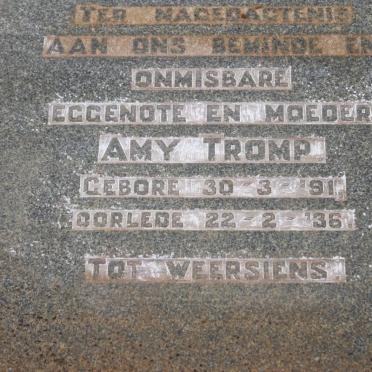 TER NAGEDAGTENIS
AAN ONS BEMINDE EN
ONMISBARE
EGGENOTE EN MOEDER
AMY TROMP
GEBORE 30-3-'91
OORLEDE 22-2-'36
TOT WEERSIENS